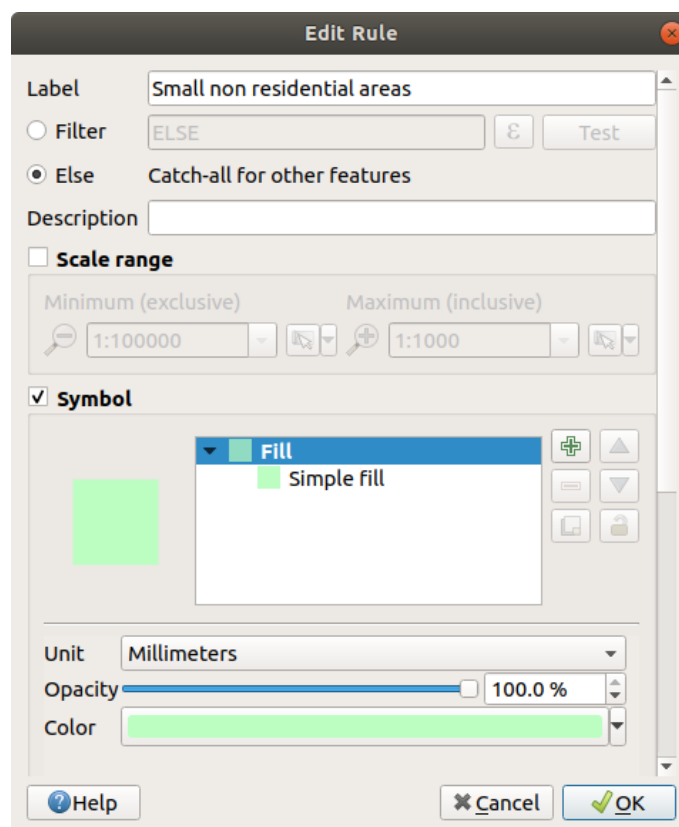 Edit Rule
Label Small non residential areas
Filter ELSE ε Test
Else Catch-all for other features
Description
Scale range
Minimum (exclusive) Maximum (inclusive)
1:100000 1:1000
Symbol
Fill
Simple fill
Unit Millimeters
Opacity 100.0 %
Color
Help Cancel OK